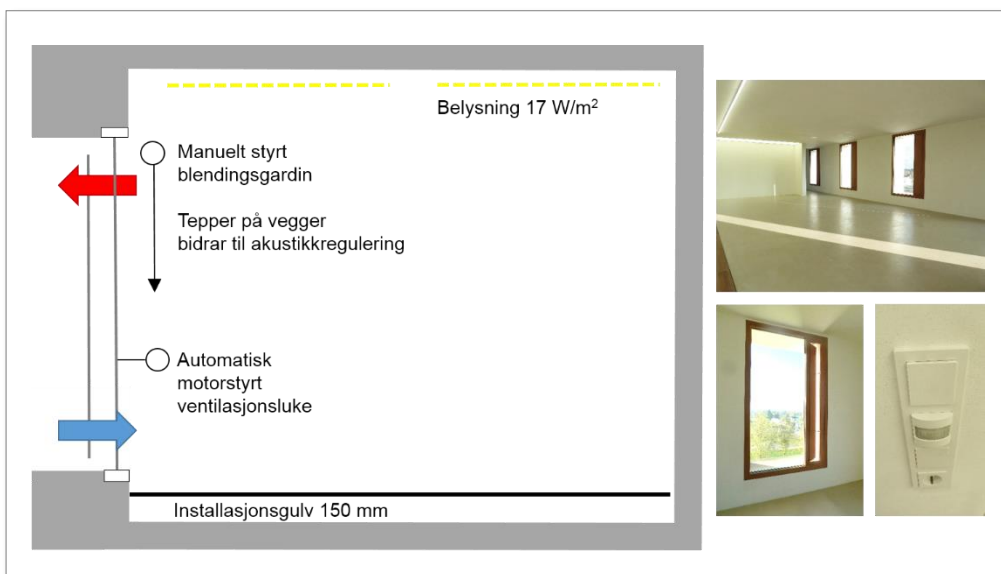 Belysning 17 W/m²
Manuelt styrt
blendingsgardin
Tepper på vegger
bidrar til akustikkregulering
Automatisk
motorstyrt
ventilasjonsluke
Installasjonsgulv 150 mm